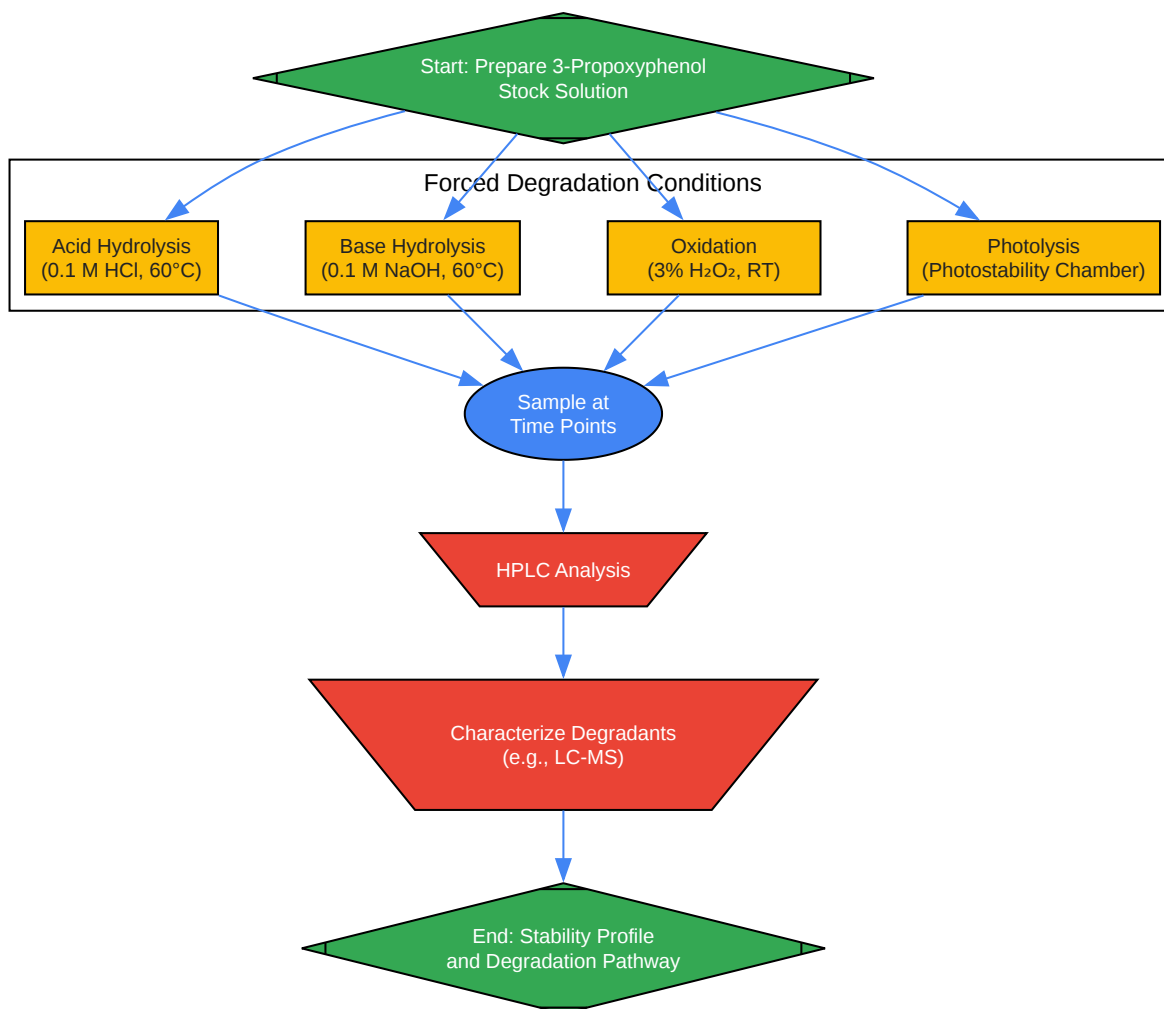 Start: Prepare 3-Propoxyphenol
Stock Solution
Forced Degradation Conditions
Acid Hydrolysis
(0.1 M HCl, 60°C)
Base Hydrolysis
(0.1 M NaOH, 60°C)
Oxidation
(3% H₂O₂, RT)
Photolysis
(Photostability Chamber)
Sample at
Time Points
HPLC Analysis
Characterize Degradants
(e.g., LC-MS)
End: Stability Profile
and Degradation Pathway